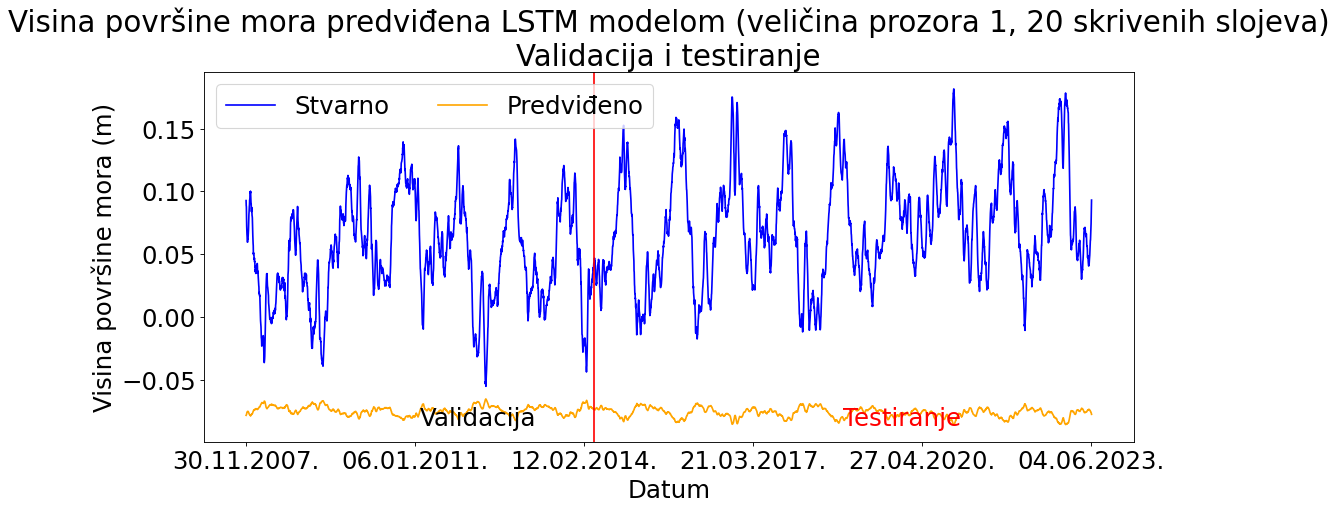 Visina površine mora predviđena LSTM modelom (veličina prozora 1, 20 skrivenih slojeva)
Validacija i testiranje
Stvarno
Predviđeno
Visina površine mora (m)
0.15
0.10
0.05
0.00
−0.05
Validacija
Testiranje
30.11.2007.
06.01.2011.
12.02.2014.
21.03.2017.
27.04.2020.
04.06.2023.
Datum